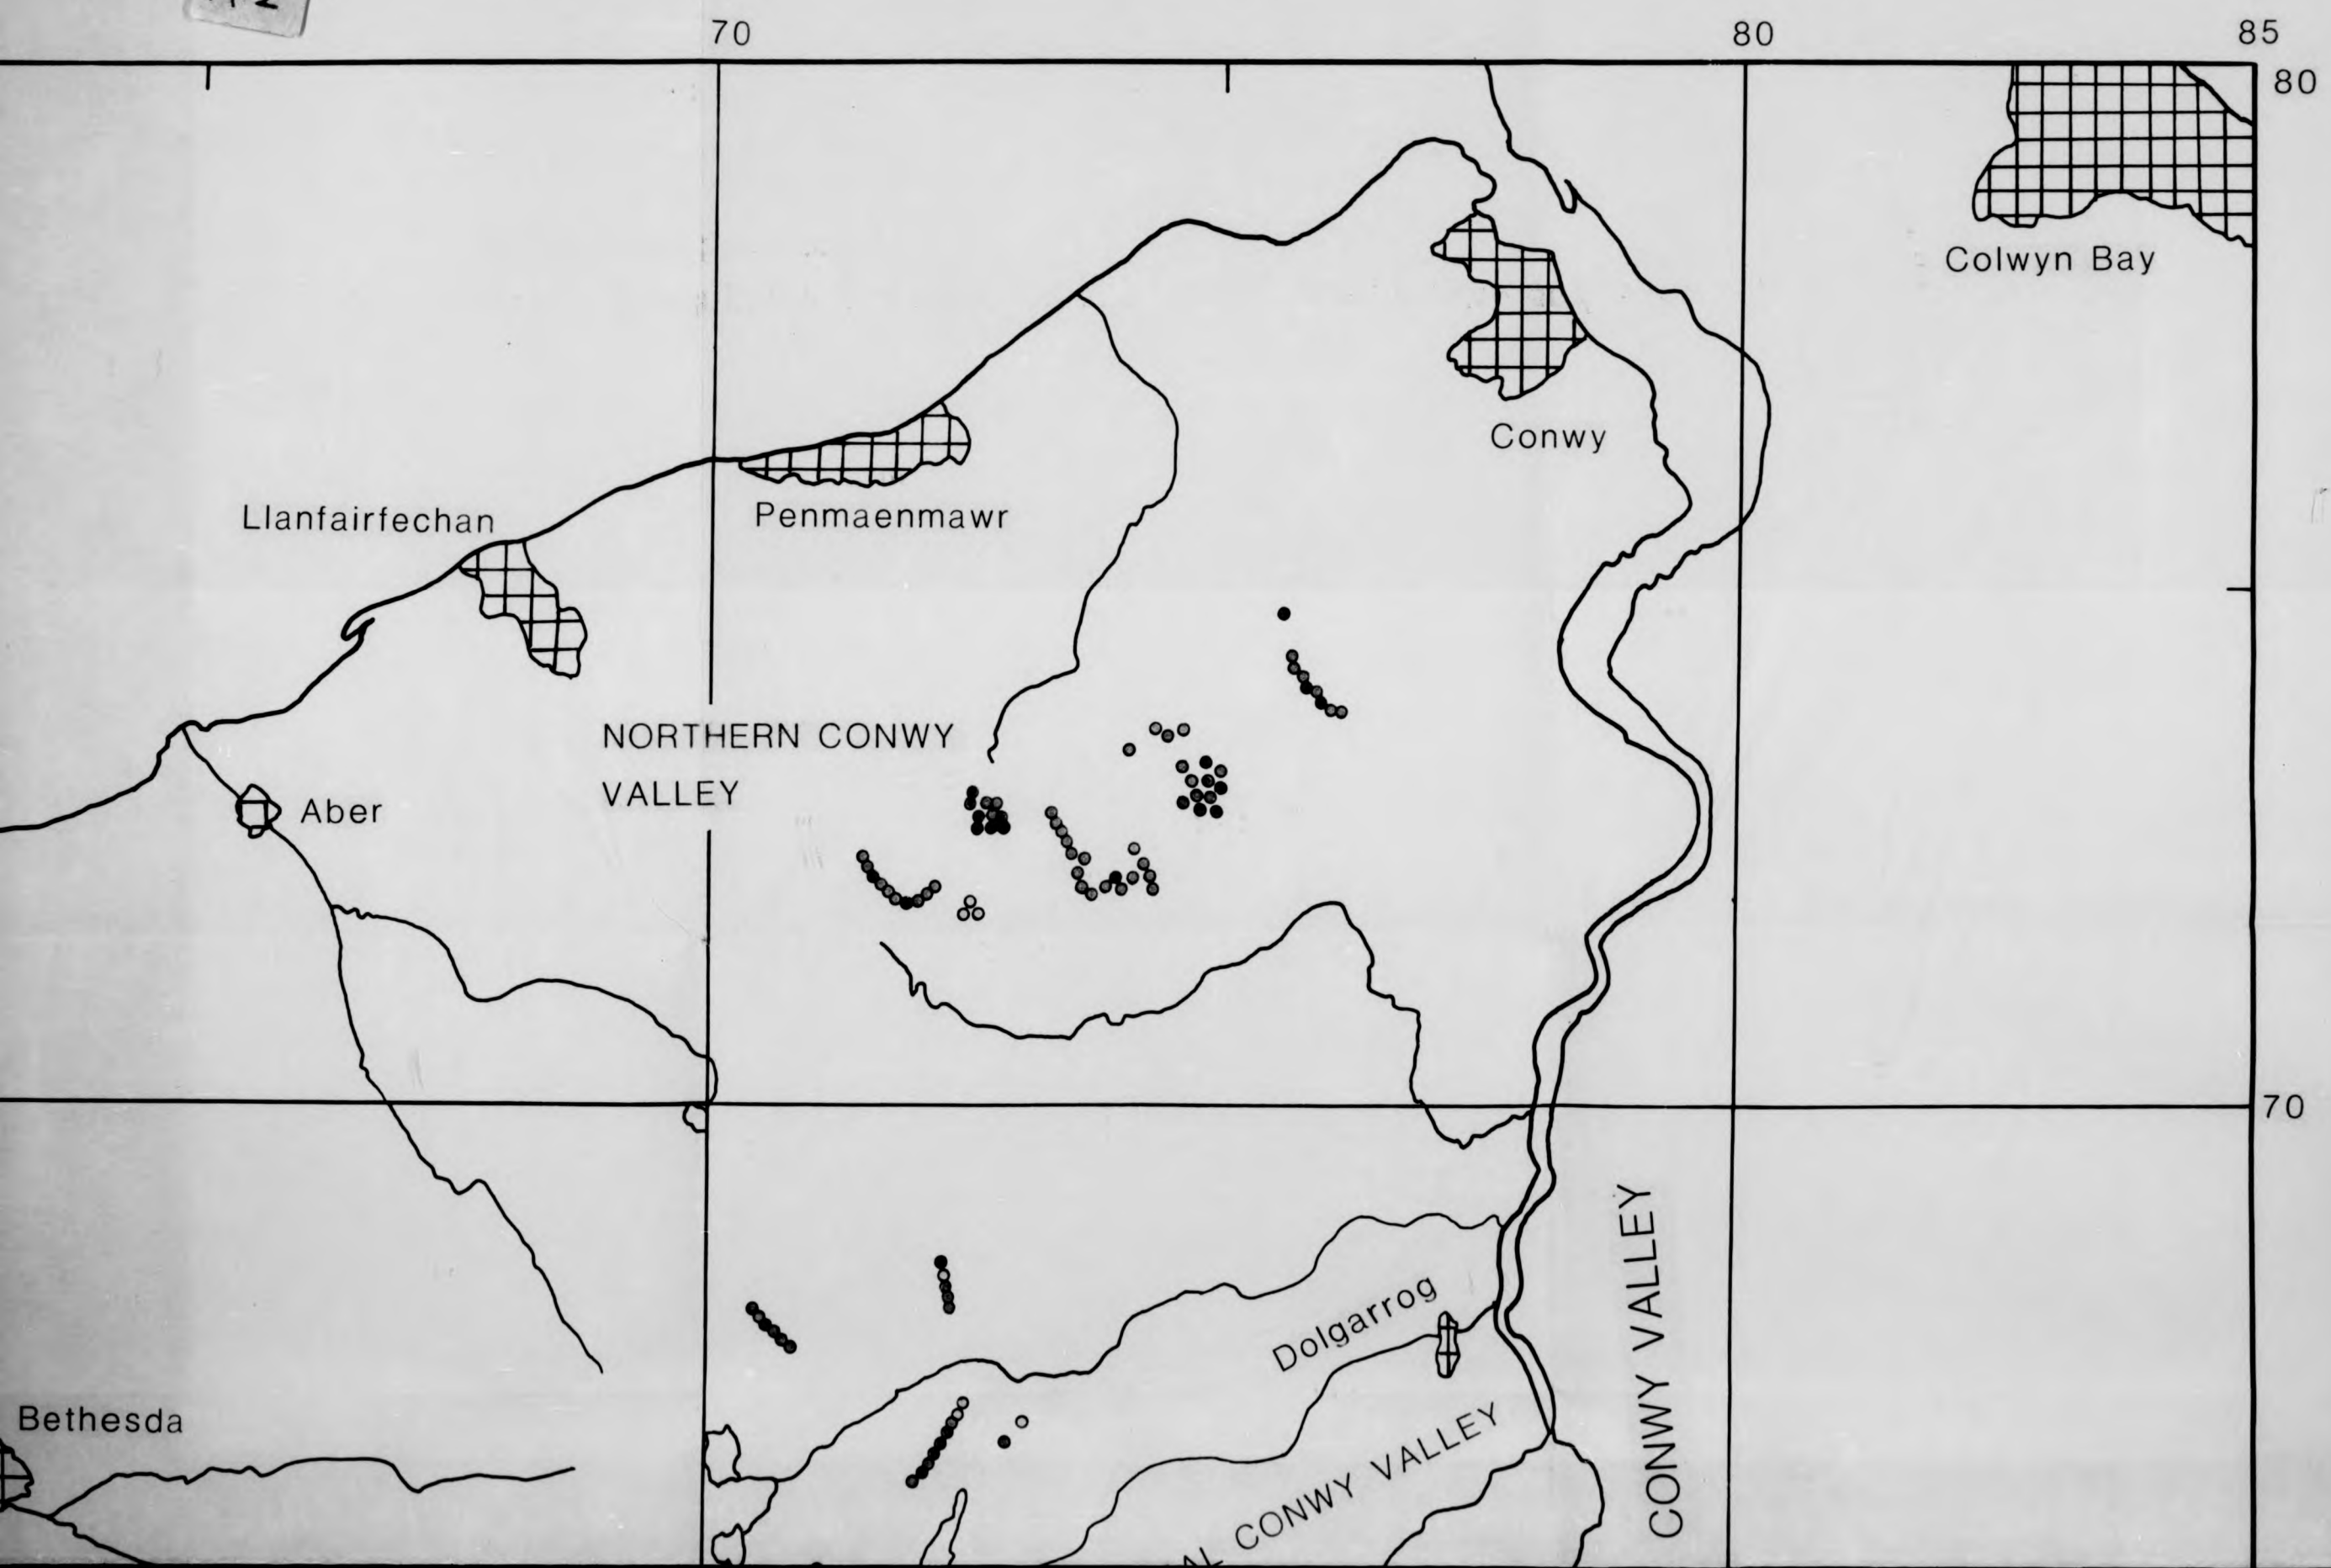 70
80
85
80
Colwyn Bay
Conwy
Llanfairfechan
Penmaenmawr
NORTHERN CONWY
VALLEY
Aber
70
Dolgarrog
CONWY VALLEY
Bethesda
CONWY VALLEY